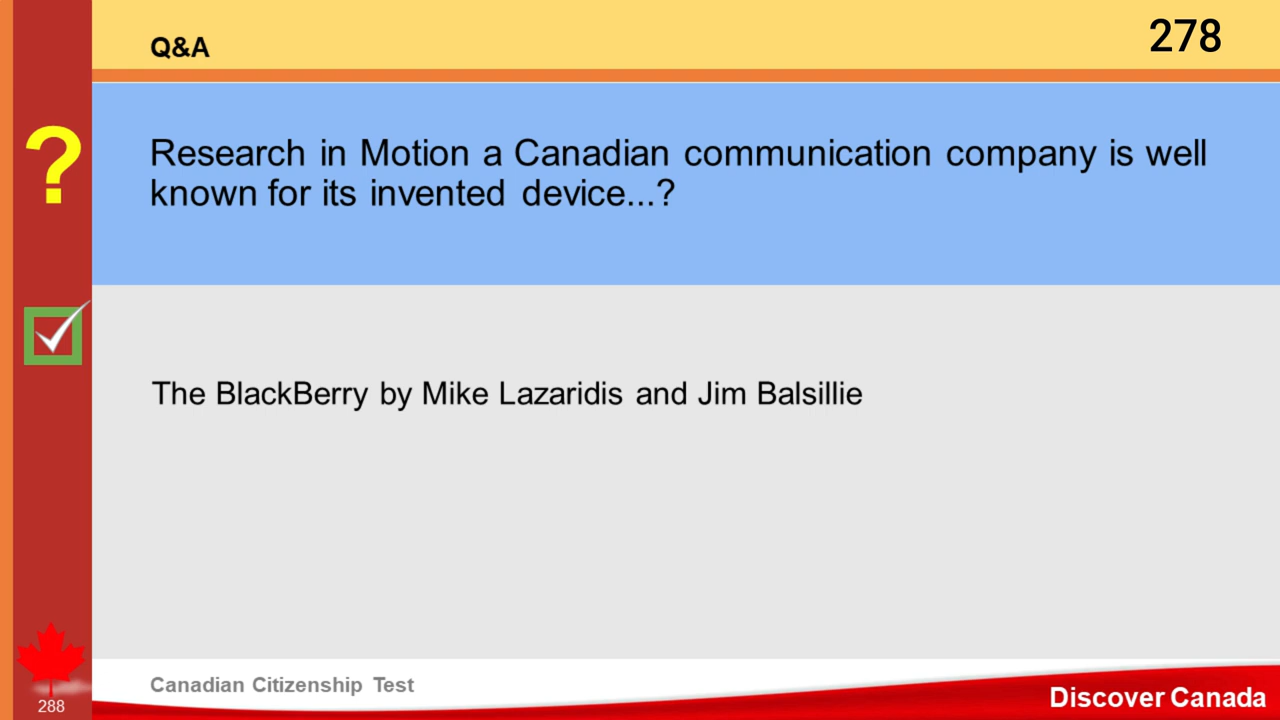 Q&A
278
?
Research in Motion a Canadian communication company is well
known for its invented device...?
The BlackBerry by Mike Lazaridis and Jim Balsillie
Canadian Citizenship Test
288
Discover Canada